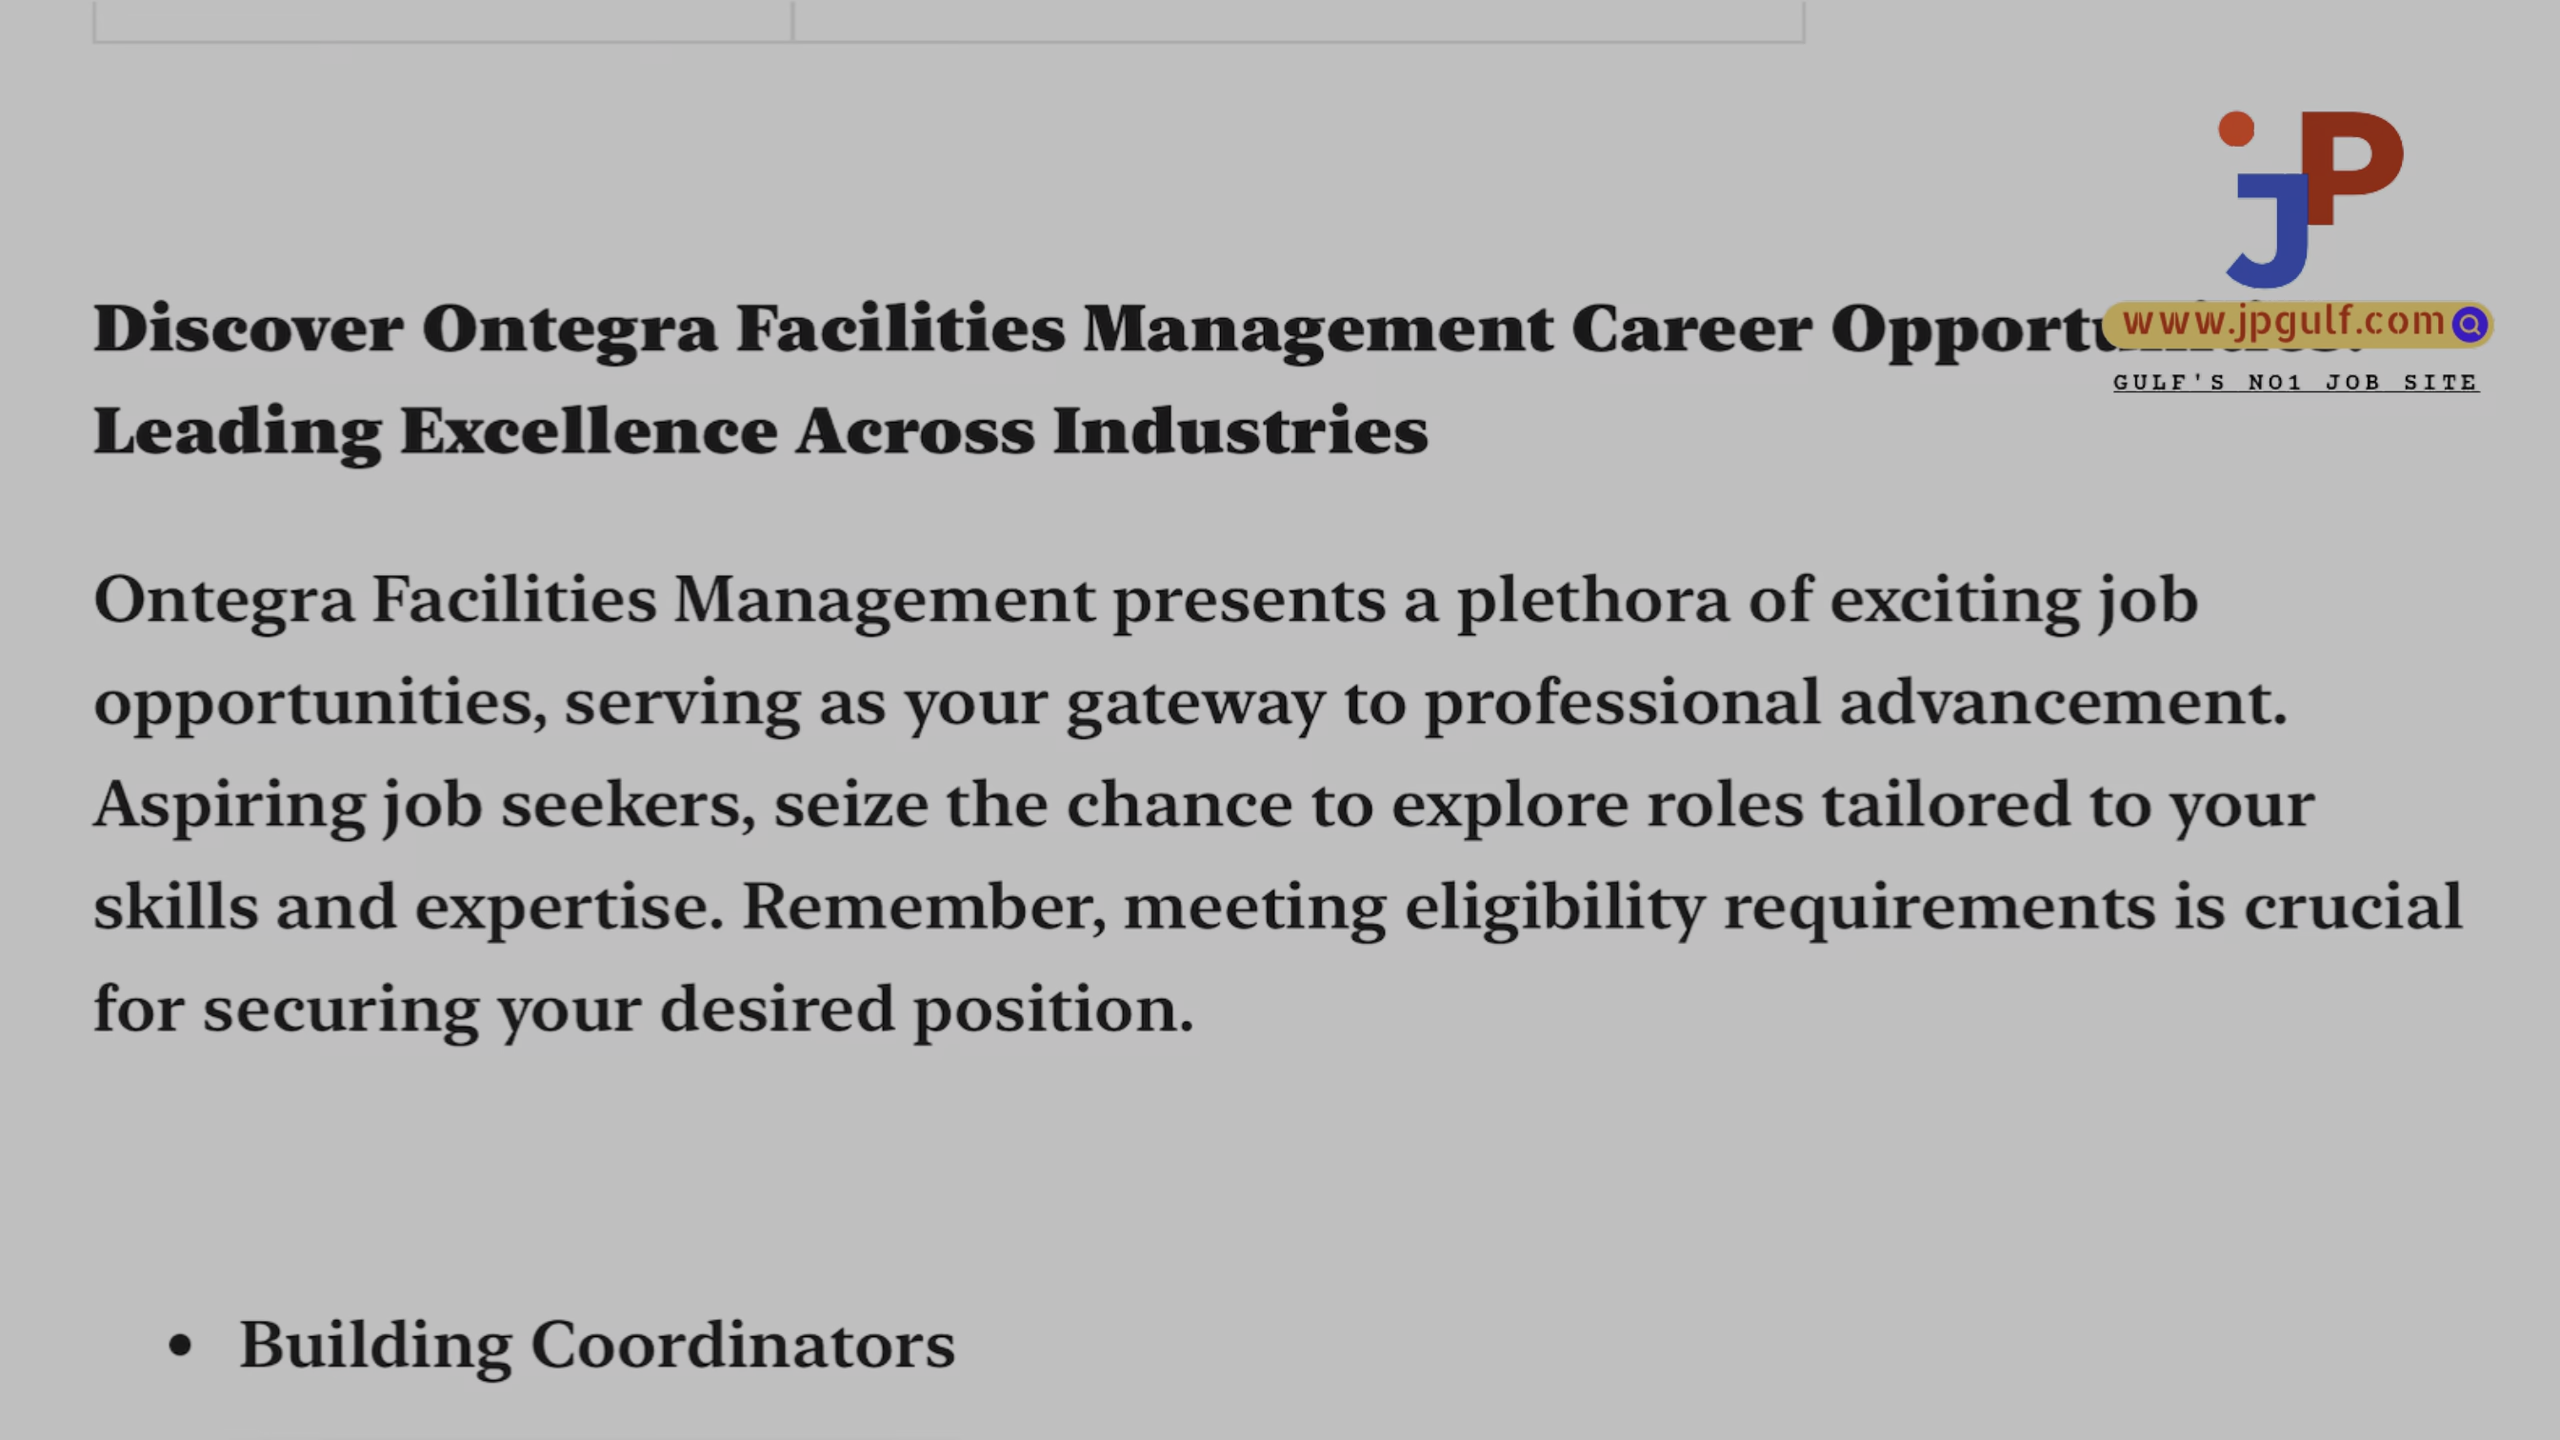 JP
Discover Ontegra Facilities Management Career
www.jpgulf.com
GULF'S NO1 JOB SITE
Leading Excellence Across Industries
Ontegra Facilities Management presents a plethora of exciting job
opportunities, serving as your gateway to professional advancement.
Aspiring job seekers, seize the chance to explore roles tailored to your
skills and expertise. Remember, meeting eligibility requirements is crucial
for securing your desired position.
• Building Coordinators